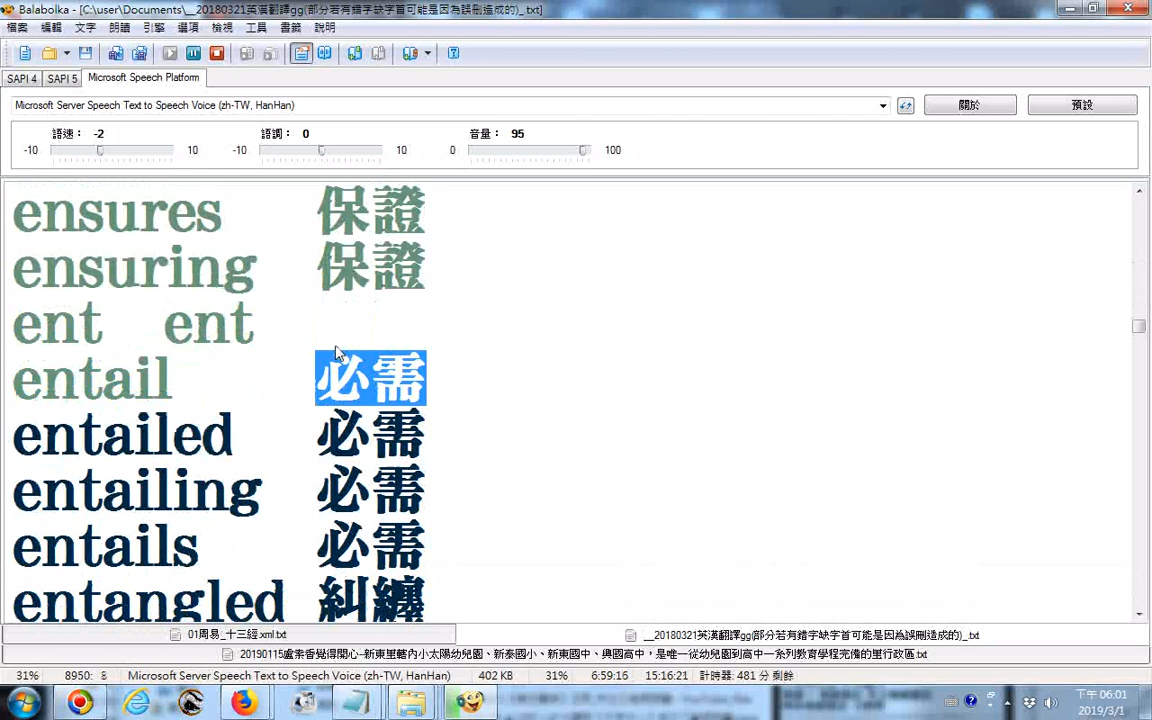 Balabolka - [C:\user\Documents\__20180321英漢翻譯gg(部分若有錯字缺字首可能是因為誤刪造成的)_.txt]
檔案 編輯 文字 朗讀 引擎 選項 檢視 工具 書籤 說明
SAPI 4 SAPI 5 Microsoft Speech Platform
Microsoft Server Speech Text to Speech Voice (zh-TW, HanHan) 關於 預設
語速： -2 語調： 0 音量： 95
-10 10 -10 10 0 100
ensures 保證
ensuring 保證
ent ent
entail 必需
entailed 必需
entailing 必需
entails 必需
entangled 糾纏
01周易_十三經.xml.txt __20180321英漢翻譯gg(部分若有錯字缺字首可能是因為誤刪造成的)_.txt
20190115盧素香覺得開心-新東里轄內小太陽幼兒園、新泰國小、新東國中、興國高中，是唯一從幼兒園到高中一系列教育學程完備的里行政區.txt
31% 8950: 8 Microsoft Server Speech Text to Speech Voice (zh-TW, HanHan) 402 KB 31% 6:59:16 15:16:21 計時器: 481 分 剩餘
下午 06:01
2019/3/1